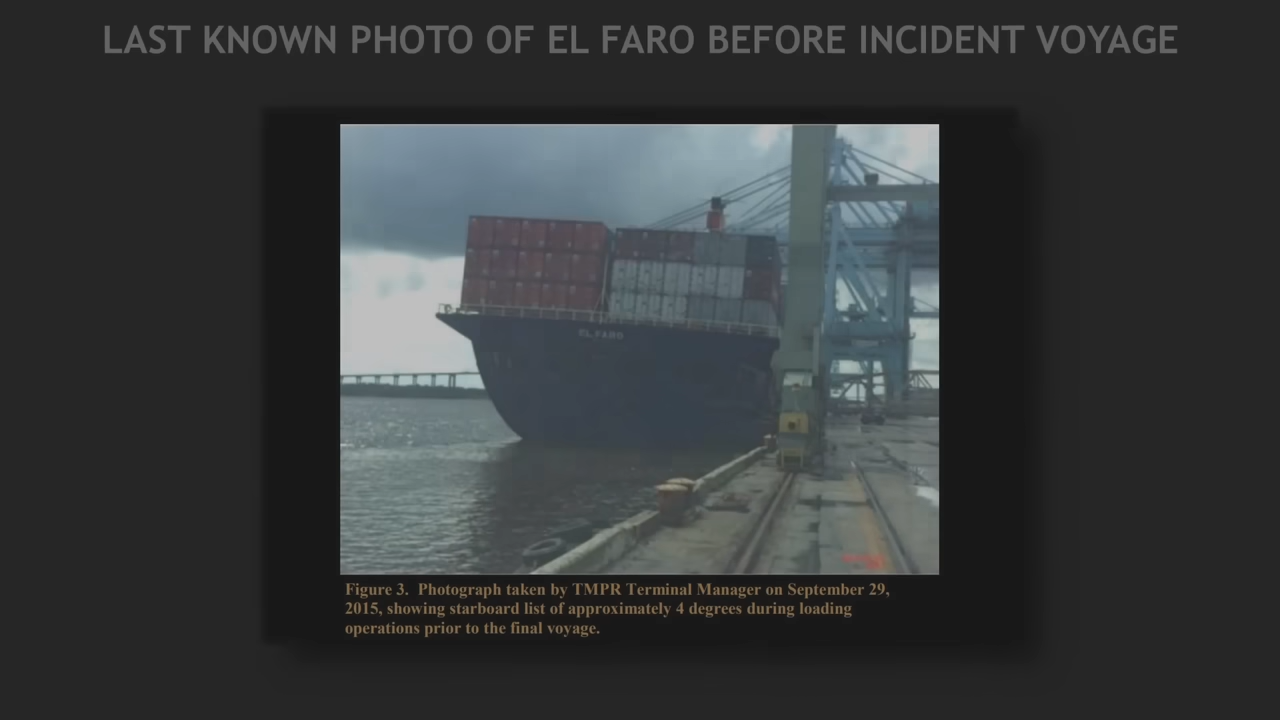 LAST KNOWN PHOTO OF EL FARO BEFORE INCIDENT VOYAGE
EL FARO
Figure 3. Photograph taken by TMPR Terminal Manager on September 29,
2015, showing starboard list of approximately 4 degrees during loading
operations prior to the final voyage.